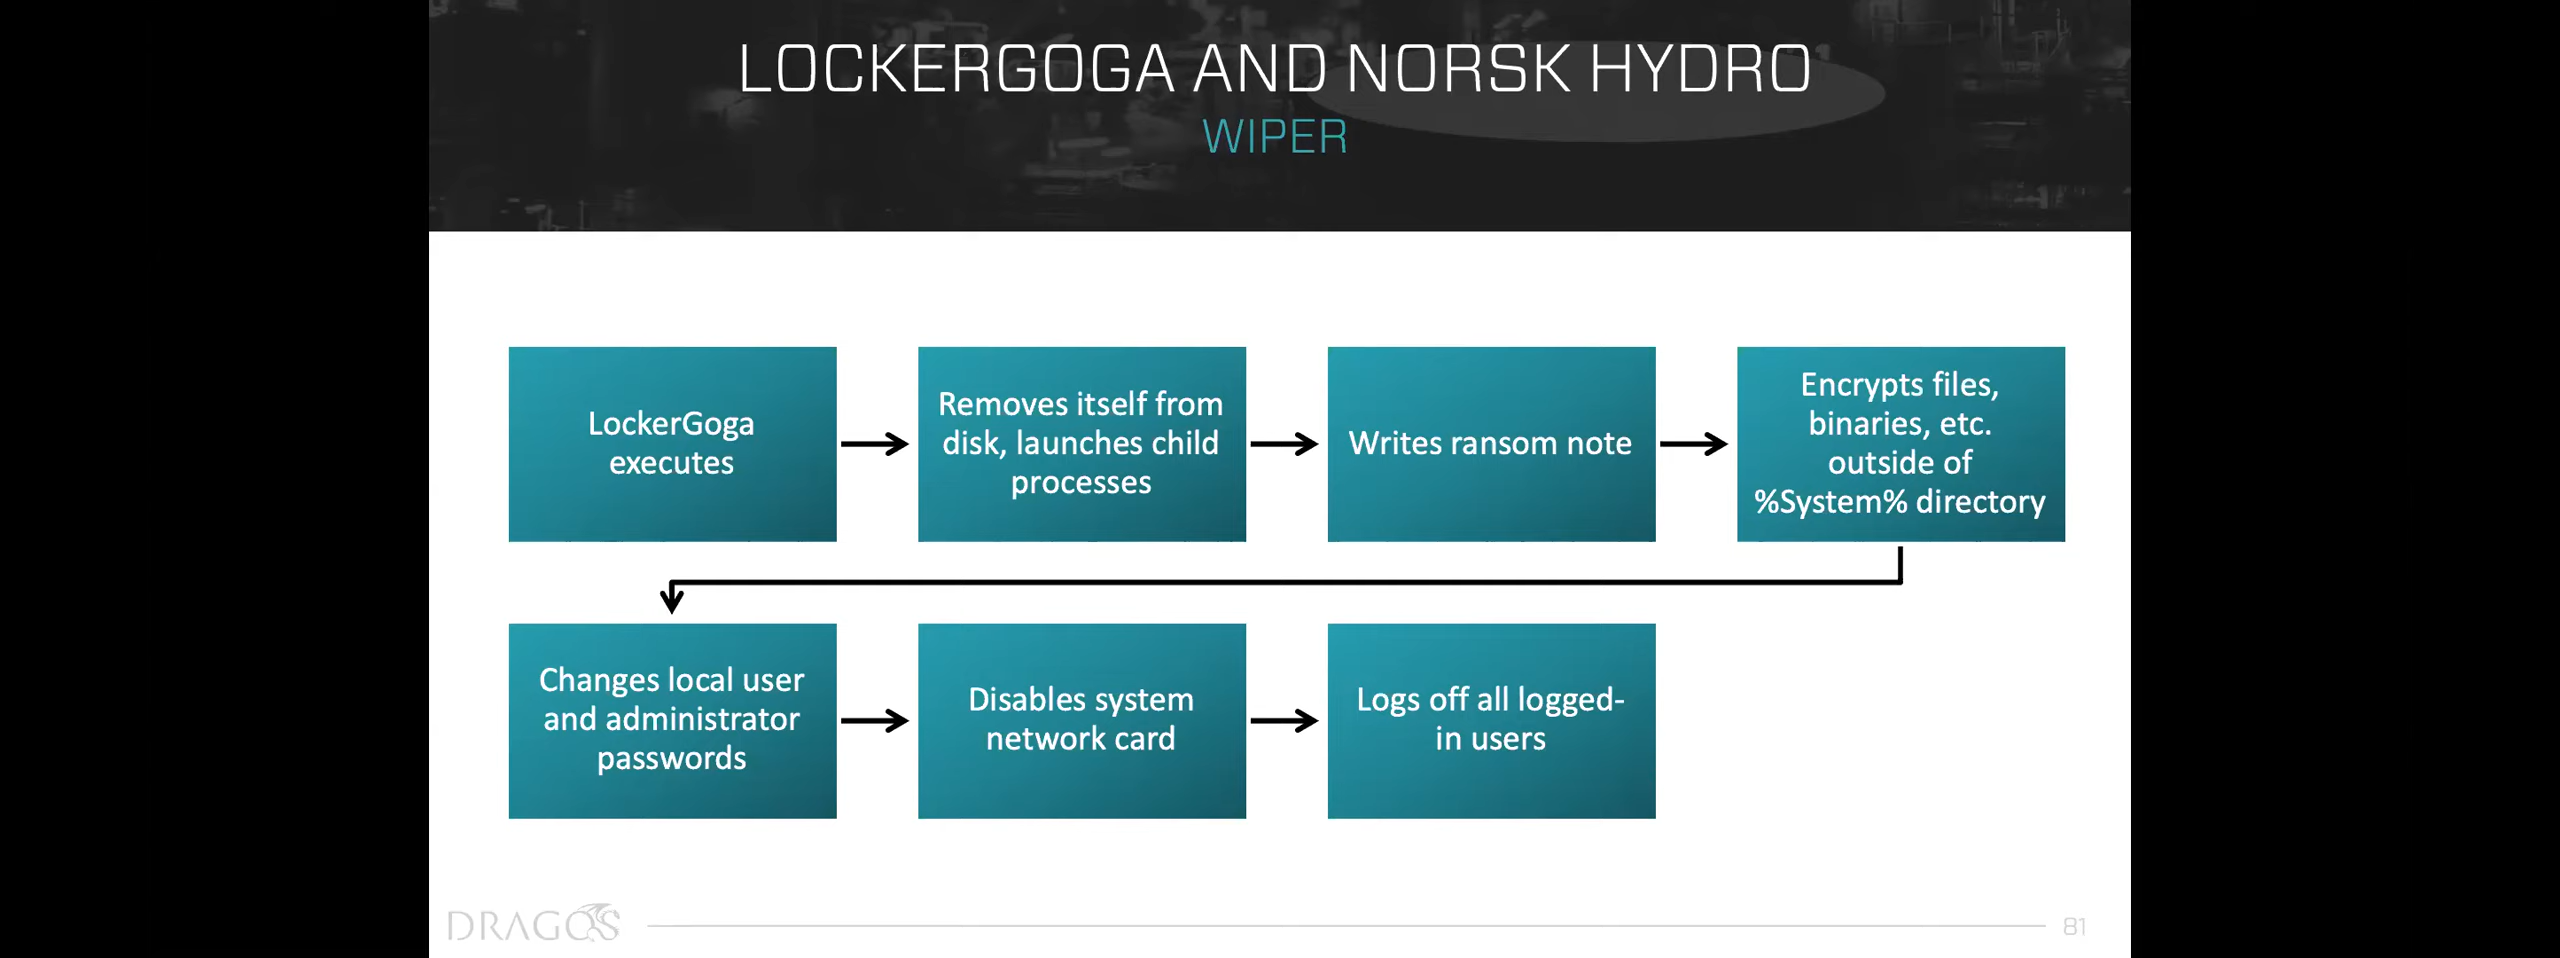 LOCKERGOGA AND NORSK HYDRO
WIPER
LockerGoga
executes
Removes itself from
disk, launches child
processes
Writes ransom note
Encrypts files,
binaries, etc.
outside of
%System% directory
Changes local user
and administrator
passwords
Disables system
network card
Logs off all logged-
in users
DRAGOS
81